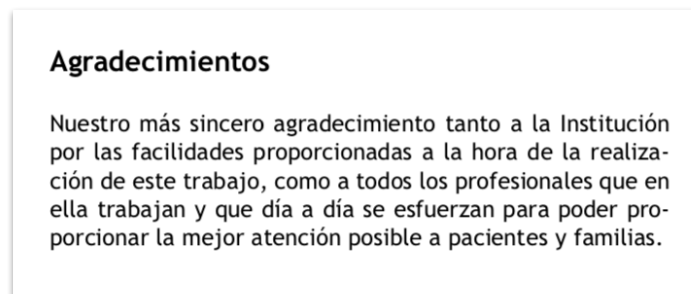 Agradecimientos
Nuestro más sincero agradecimiento tanto a la Institución
por las facilidades proporcionadas a la hora de la realiza-
ción de este trabajo, como a todos los profesionales que en
ella trabajan y que día a día se esfuerzan para poder pro-
porcionar la mejor atención posible a pacientes y familias.